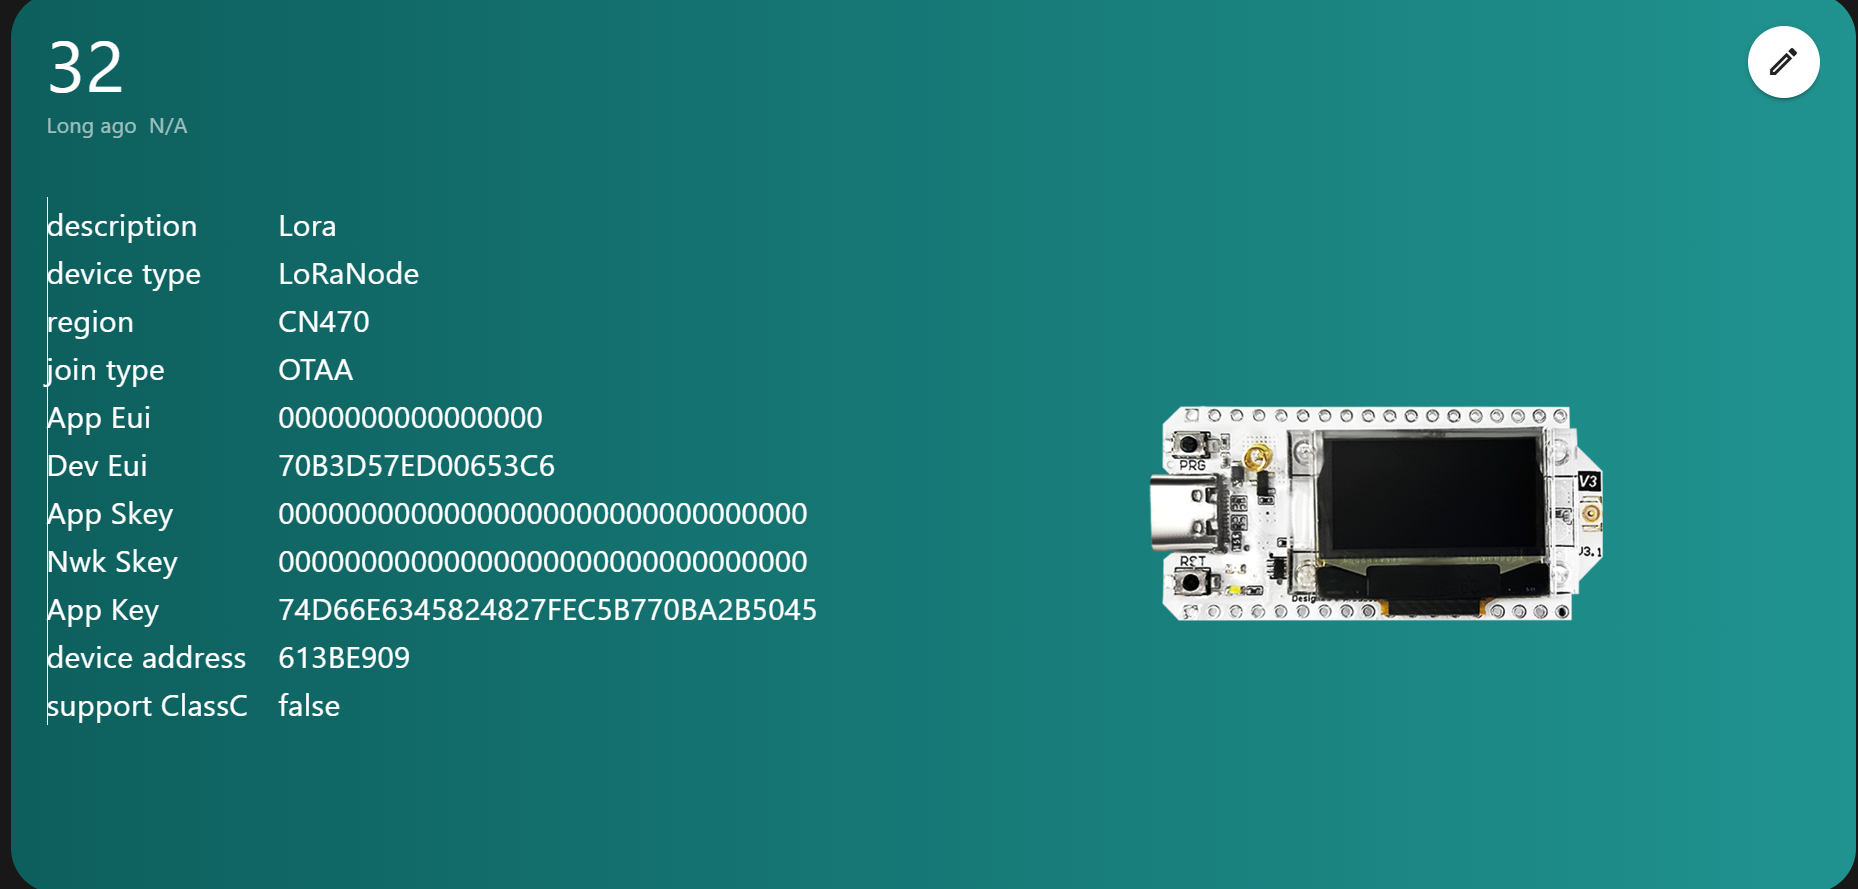 32
Long ago N/A
description Lora
device type LoRaNode
region CN470
join type OTAA
App Eui 0000000000000000
Dev Eui 70B3D57ED00653C6
App Skey 00000000000000000000000000000000
Nwk Skey 00000000000000000000000000000000
App Key 74D66E6345824827FEC5B770BA2B5045
device address 613BE909
support ClassC false
PRG
V3
V3.1
RST